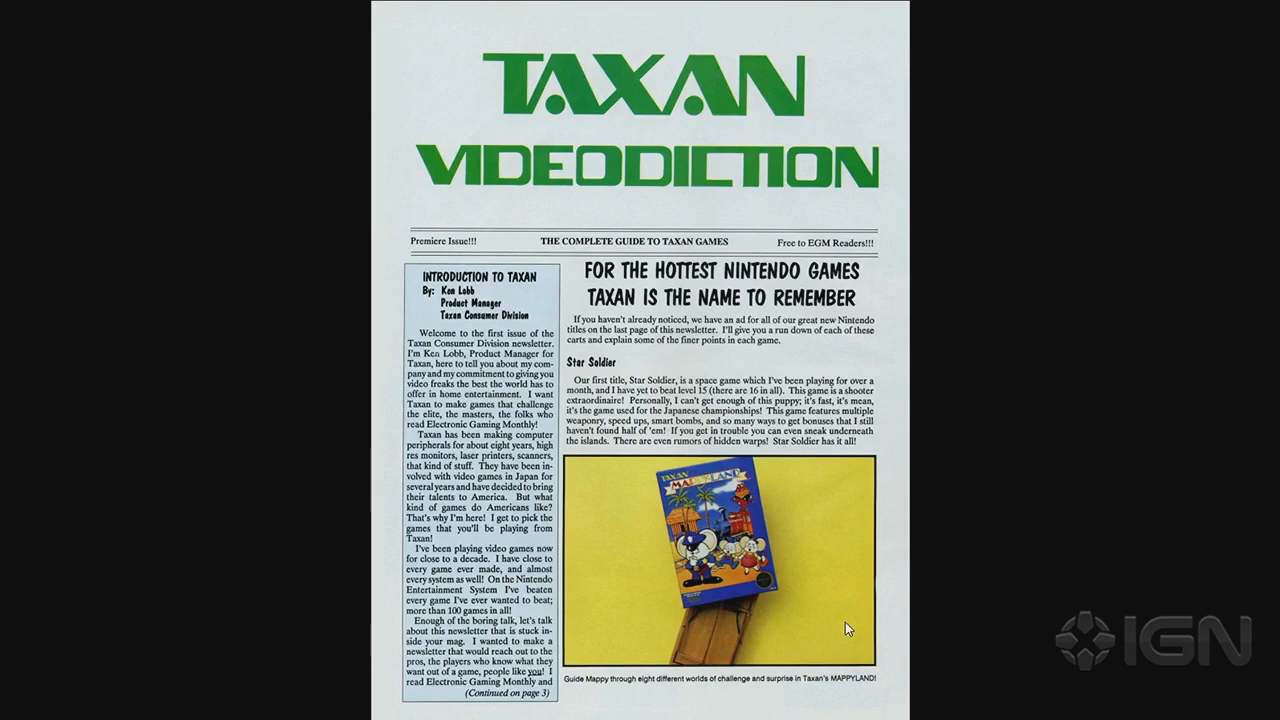 TAXAN
VIDEODICTION
Premiere Issue!!!
THE COMPLETE GUIDE TO TAXAN GAMES
Free to EGM Readers!!!
INTRODUCTION TO TAXAN
By: Ken Lobb
Product Manager
Taxan Consumer Division
Welcome to the first issue of the
Taxan Consumer Division newsletter.
I'm Ken Lobb, Product Manager for
Taxan, here to tell you about my com-
pany and my commitment to giving you
video freaks the best the world has to
offer in home entertainment. I want
Taxan to make games that challenge
the elite, the masters, the folks who
read Electronic Gaming Monthly!
Taxan has been making computer
peripherals for about eight years, high
res monitors, laser printers, scanners,
that kind of stuff. They have been in-
volved with video games in Japan for
several years and have decided to bring
their talents to America. But what
kind of games do Americans like?
That's why I'm here! I get to pick the
games that you'll be playing from
Taxan!
I've been playing video games now
for close to a decade. I have close to
every game ever made, and almost
every system as well! On the Nintendo
Entertainment System I've beaten
every game I've ever wanted to beat;
more than 100 games in all!
Enough of the boring talk, let's talk
about this newsletter that is stuck in-
side your mag. I wanted to make a
newsletter that would reach out to the
pros, the players who know what they
want out of a game, people like you! I
read Electronic Gaming Monthly and
(Continued on page 3)
FOR THE HOTTEST NINTENDO GAMES
TAXAN IS THE NAME TO REMEMBER
If you haven't already noticed, we have an ad for all of our great new Nintendo
titles on the last page of this newsletter. I'll give you a run down of each of these
carts and explain some of the finer points in each game.
Star Soldier
Our first title, Star Soldier, is a space game which I've been playing for over a
month, and I have yet to beat level 15 (there are 16 in all). This game is a shooter
extraordinaire! Personally, I can't get enough of this puppy; it's fast, it's mean,
it's the game used for the Japanese championships! This game features multiple
weaponry, speed ups, smart bombs, and so many ways to get bonuses that I still
haven't found half of 'em! If you get in trouble you can even sneak underneath
the islands. There are even rumors of hidden warps! Star Soldier has it all!
TAXAN
MAPPY-LAND
Guide Mappy through eight different worlds of challenge and surprise in Taxan's MAPPYLAND!
IGN